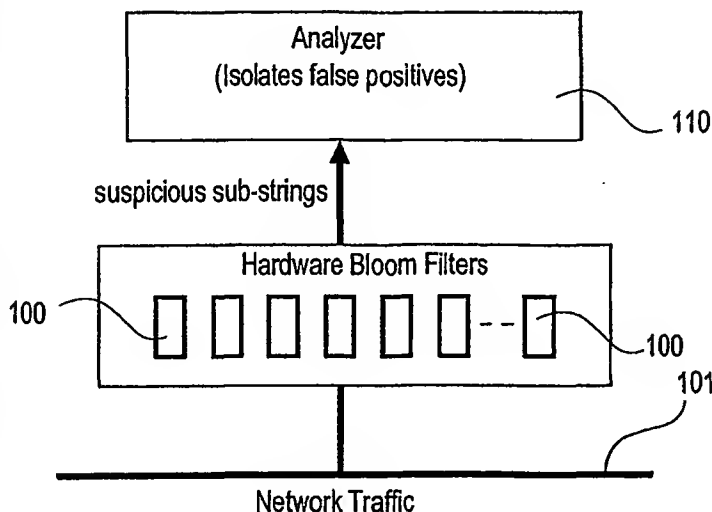 Analyzer
(Isolates false positives)
110
suspicious sub-strings
Hardware Bloom Filters
100
100
101
Network Traffic